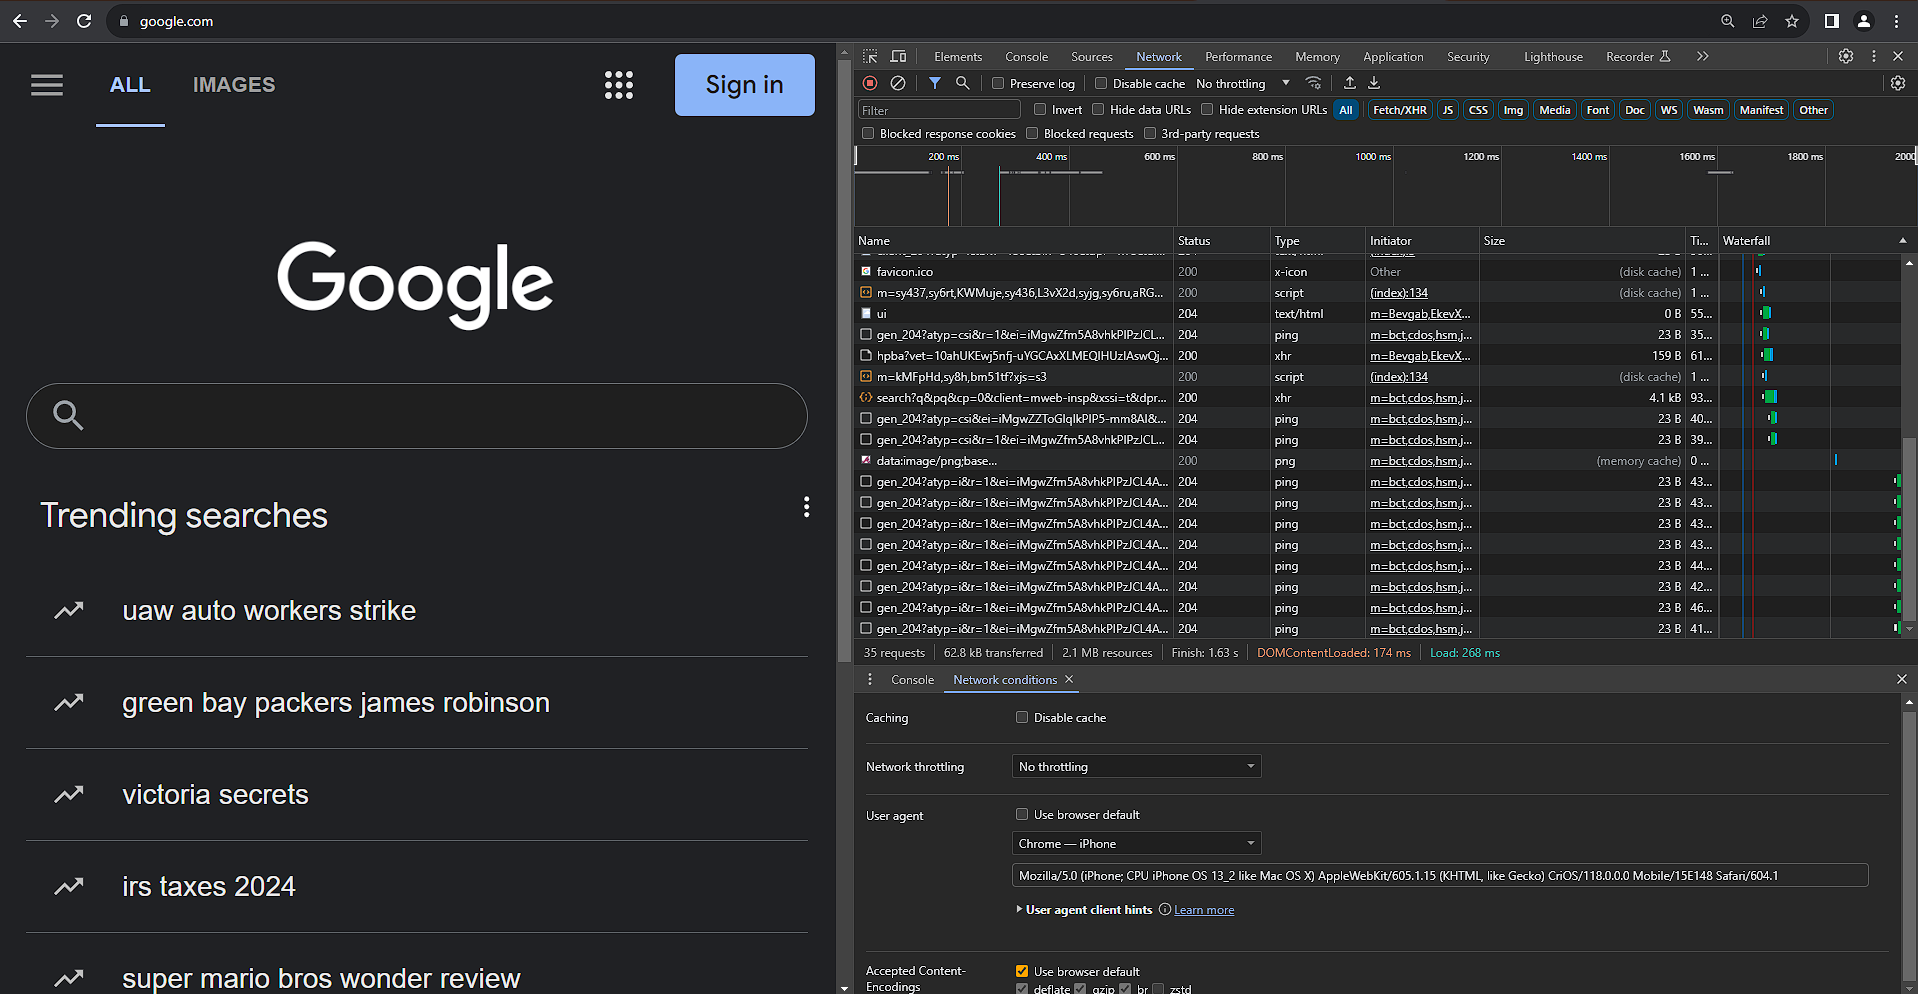 google.com
ALL IMAGES Sign in
Google
Trending searches
uaw auto workers strike
green bay packers james robinson
victoria secrets
irs taxes 2024
super mario bros wonder review
Elements Console Sources Network Performance Memory Application Security Lighthouse Recorder
Preserve log Disable cache No throttling
Filter Invert Hide data URLs Hide extension URLs All Fetch/XHR JS CSS Img Media Font Doc WS Wasm Manifest Other
Blocked response cookies Blocked requests 3rd-party requests
200 ms 400 ms 600 ms 800 ms 1000 ms 1200 ms 1400 ms 1600 ms 1800 ms 2000
Name Status Type Initiator Size Ti... Waterfall
favicon.ico 200 x-icon Other (disk cache) 1 ...
m=sy437,sy6rt,KWMuje,sy436,L3vX2d,syjg,sy6ru,aRG... 200 script (index):134 (disk cache) 1 ...
ui 204 text/html m=Bevgab,EkevX... 0 B 55...
gen_204?atyp=csi&r=1&ei=iMgwZfm5A8vhkPIPzJCL... 204 ping m=bct,cdos,hsm,j... 23 B 35...
hpba?vet=10ahUKEwj5nfj-uYGCAxXLMEQIHUzIAswQj... 200 xhr m=Bevgab,EkevX... 159 B 61...
m=kMFpHd,sy8h,bm51tf?xjs=s3 200 script (index):134 (disk cache) 1 ...
search?q&pq&cp=0&client=mweb-insp&xssi=t&dpr... 200 xhr m=bct,cdos,hsm,j... 4.1 kB 93...
gen_204?atyp=csi&ei=iMgwZZToGIqIkPIP5-mm8AI&... 204 ping m=bct,cdos,hsm,j... 23 B 40...
gen_204?atyp=csi&r=1&ei=iMgwZfm5A8vhkPIPzJCL... 204 ping m=bct,cdos,hsm,j... 23 B 39...
data:image/png;base... 200 png m=bct,cdos,hsm,j... (memory cache) 0 ...
gen_204?atyp=i&r=1&ei=iMgwZfm5A8vhkPIPzJCL4A... 204 ping m=bct,cdos,hsm,j... 23 B 43...
gen_204?atyp=i&r=1&ei=iMgwZfm5A8vhkPIPzJCL4A... 204 ping m=bct,cdos,hsm,j... 23 B 43...
gen_204?atyp=i&r=1&ei=iMgwZfm5A8vhkPIPzJCL4A... 204 ping m=bct,cdos,hsm,j... 23 B 43...
gen_204?atyp=i&r=1&ei=iMgwZfm5A8vhkPIPzJCL4A... 204 ping m=bct,cdos,hsm,j... 23 B 43...
gen_204?atyp=i&r=1&ei=iMgwZfm5A8vhkPIPzJCL4A... 204 ping m=bct,cdos,hsm,j... 23 B 44...
gen_204?atyp=i&r=1&ei=iMgwZfm5A8vhkPIPzJCL4A... 204 ping m=bct,cdos,hsm,j... 23 B 42...
gen_204?atyp=i&r=1&ei=iMgwZfm5A8vhkPIPzJCL4A... 204 ping m=bct,cdos,hsm,j... 23 B 46...
gen_204?atyp=i&r=1&ei=iMgwZfm5A8vhkPIPzJCL4A... 204 ping m=bct,cdos,hsm,j... 23 B 41...
35 requests 62.8 kB transferred 2.1 MB resources Finish: 1.63 s DOMContentLoaded: 174 ms Load: 268 ms
Console Network conditions
Caching Disable cache
Network throttling No throttling
User agent Use browser default
Chrome — iPhone
Mozilla/5.0 (iPhone; CPU iPhone OS 13_2 like Mac OS X) AppleWebKit/605.1.15 (KHTML, like Gecko) CriOS/118.0.0.0 Mobile/15E148 Safari/604.1
User agent client hints Learn more
Accepted Content-Encodings Use browser default
deflate gzip br zstd